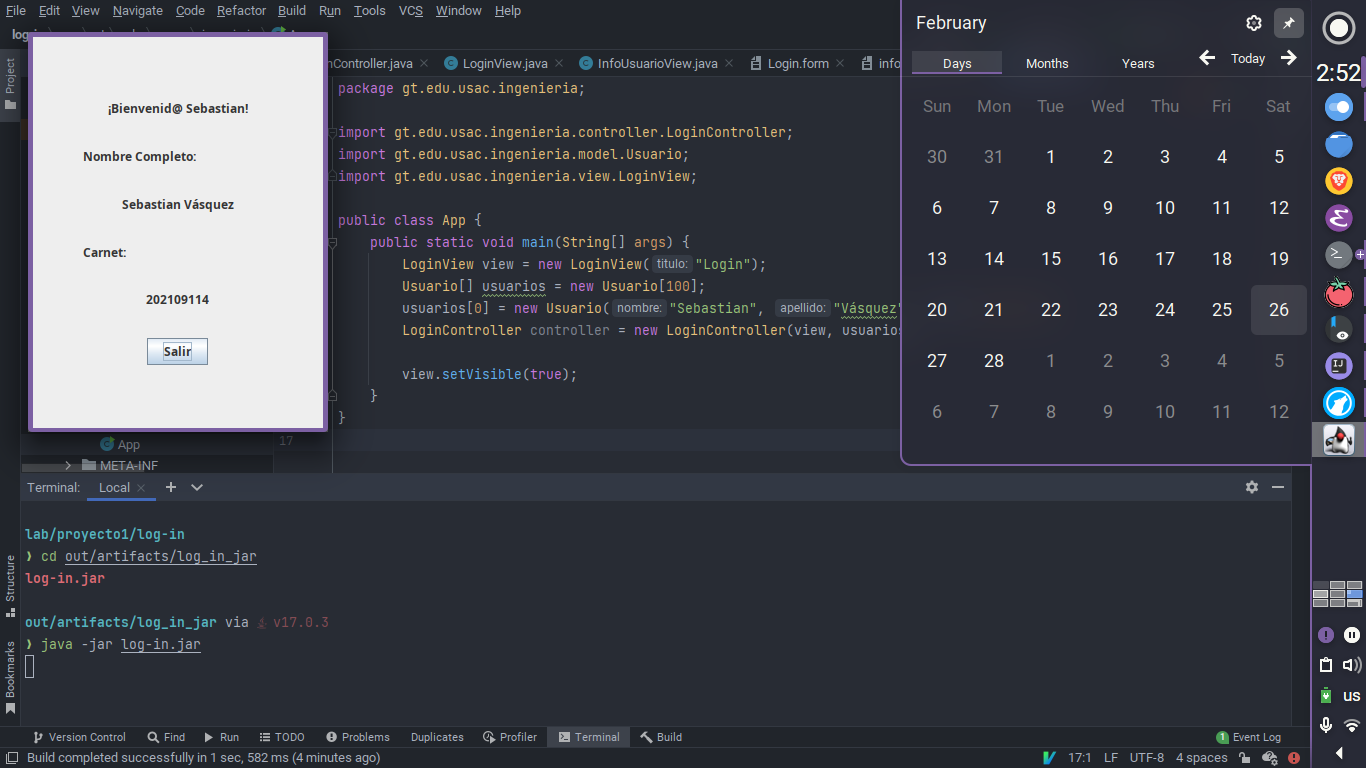 File Edit View Navigate Code Refactor Build Run Tools VCS Window Help
nController.java LoginView.java InfoUsuarioView.java Login.form info
Project
¡Bienvenid@ Sebastian!
Nombre Completo:
Sebastian Vásquez
Carnet:
202109114
Salir
package gt.edu.usac.ingenieria;
import gt.edu.usac.ingenieria.controller.LoginController;
import gt.edu.usac.ingenieria.model.Usuario;
import gt.edu.usac.ingenieria.view.LoginView;
public class App {
public static void main(String[] args) {
LoginView view = new LoginView( titulo: "Login");
Usuario[] usuarios = new Usuario[100];
usuarios[0] = new Usuario( nombre: "Sebastian", apellido: "Vásquez"
LoginController controller = new LoginController(view, usuarios
view.setVisible(true);
}
}
17
App
META-INF
February
Days Months Years Today
Sun Mon Tue Wed Thu Fri Sat
30 31 1 2 3 4 5
6 7 8 9 10 11 12
13 14 15 16 17 18 19
20 21 22 23 24 25 26
27 28 1 2 3 4 5
6 7 8 9 10 11 12
2:52
IJ
us
Terminal: Local
lab/proyecto1/log-in
❯ cd out/artifacts/log_in_jar
log-in.jar
out/artifacts/log_in_jar via v17.0.3
❯ java -jar log-in.jar
Structure
Bookmarks
Version Control Find Run TODO Problems Duplicates Profiler Terminal Build 1 Event Log
Build completed successfully in 1 sec, 582 ms (4 minutes ago) 17:1 LF UTF-8 4 spaces